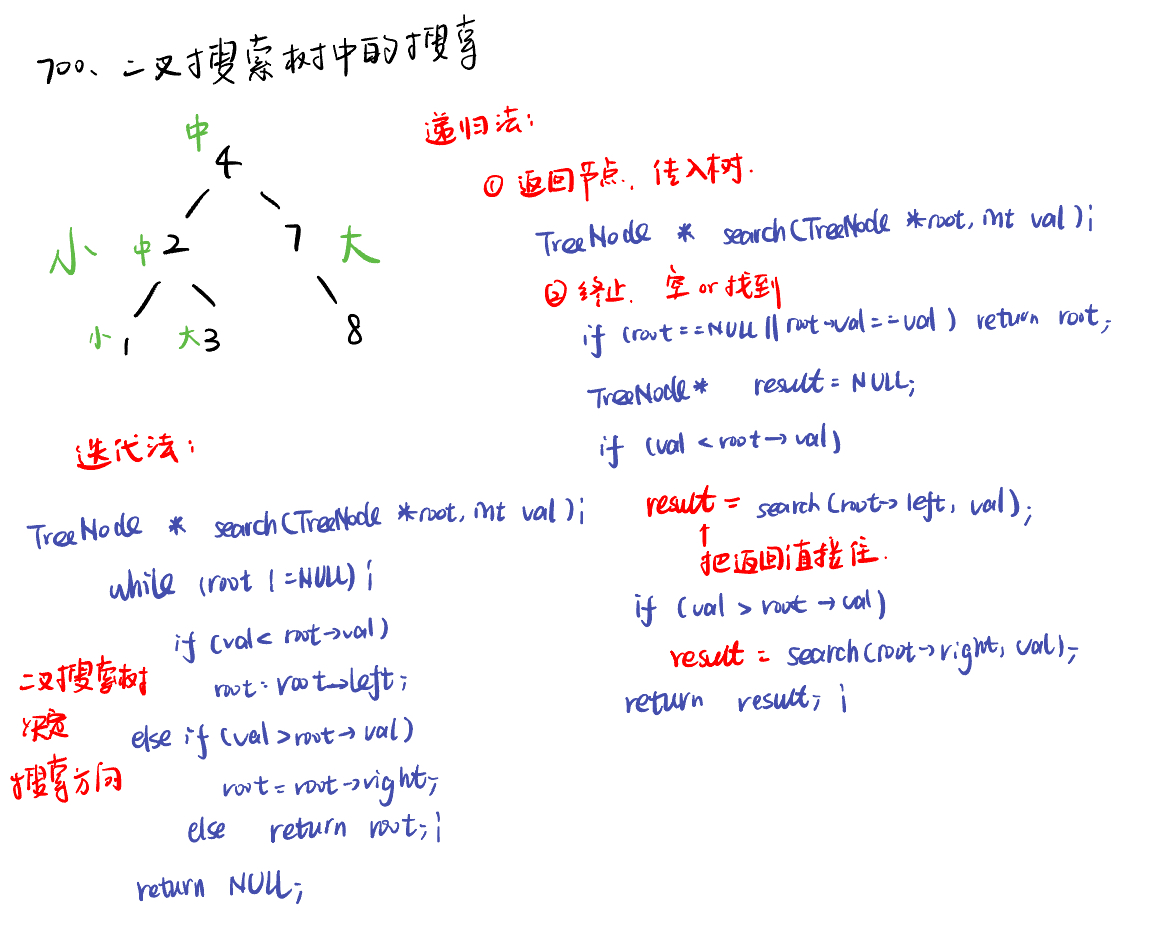 700、二叉搜索树中的搜索
中
4
小 中 2 7 大
小 1 大 3 8
递归法：
① 返回节点，传入树.
TreeNode * search(TreeNode *root, int val);
② 终止. 空 or 找到
if (root==NULL || root->val==val) return root;
TreeNode* result = NULL;
if (val < root->val)
result = search(root->left, val);
↑
把返回值接住.
if (val > root->val)
result = search(root->right, val);
return result; ;
迭代法：
TreeNode * search(TreeNode *root, int val);
while (root != NULL) ;
if (val < root->val)
root = root->left;
else if (val > root->val)
root = root->right;
else return root; ;
return NULL;
二叉搜索树
决定
搜索方向